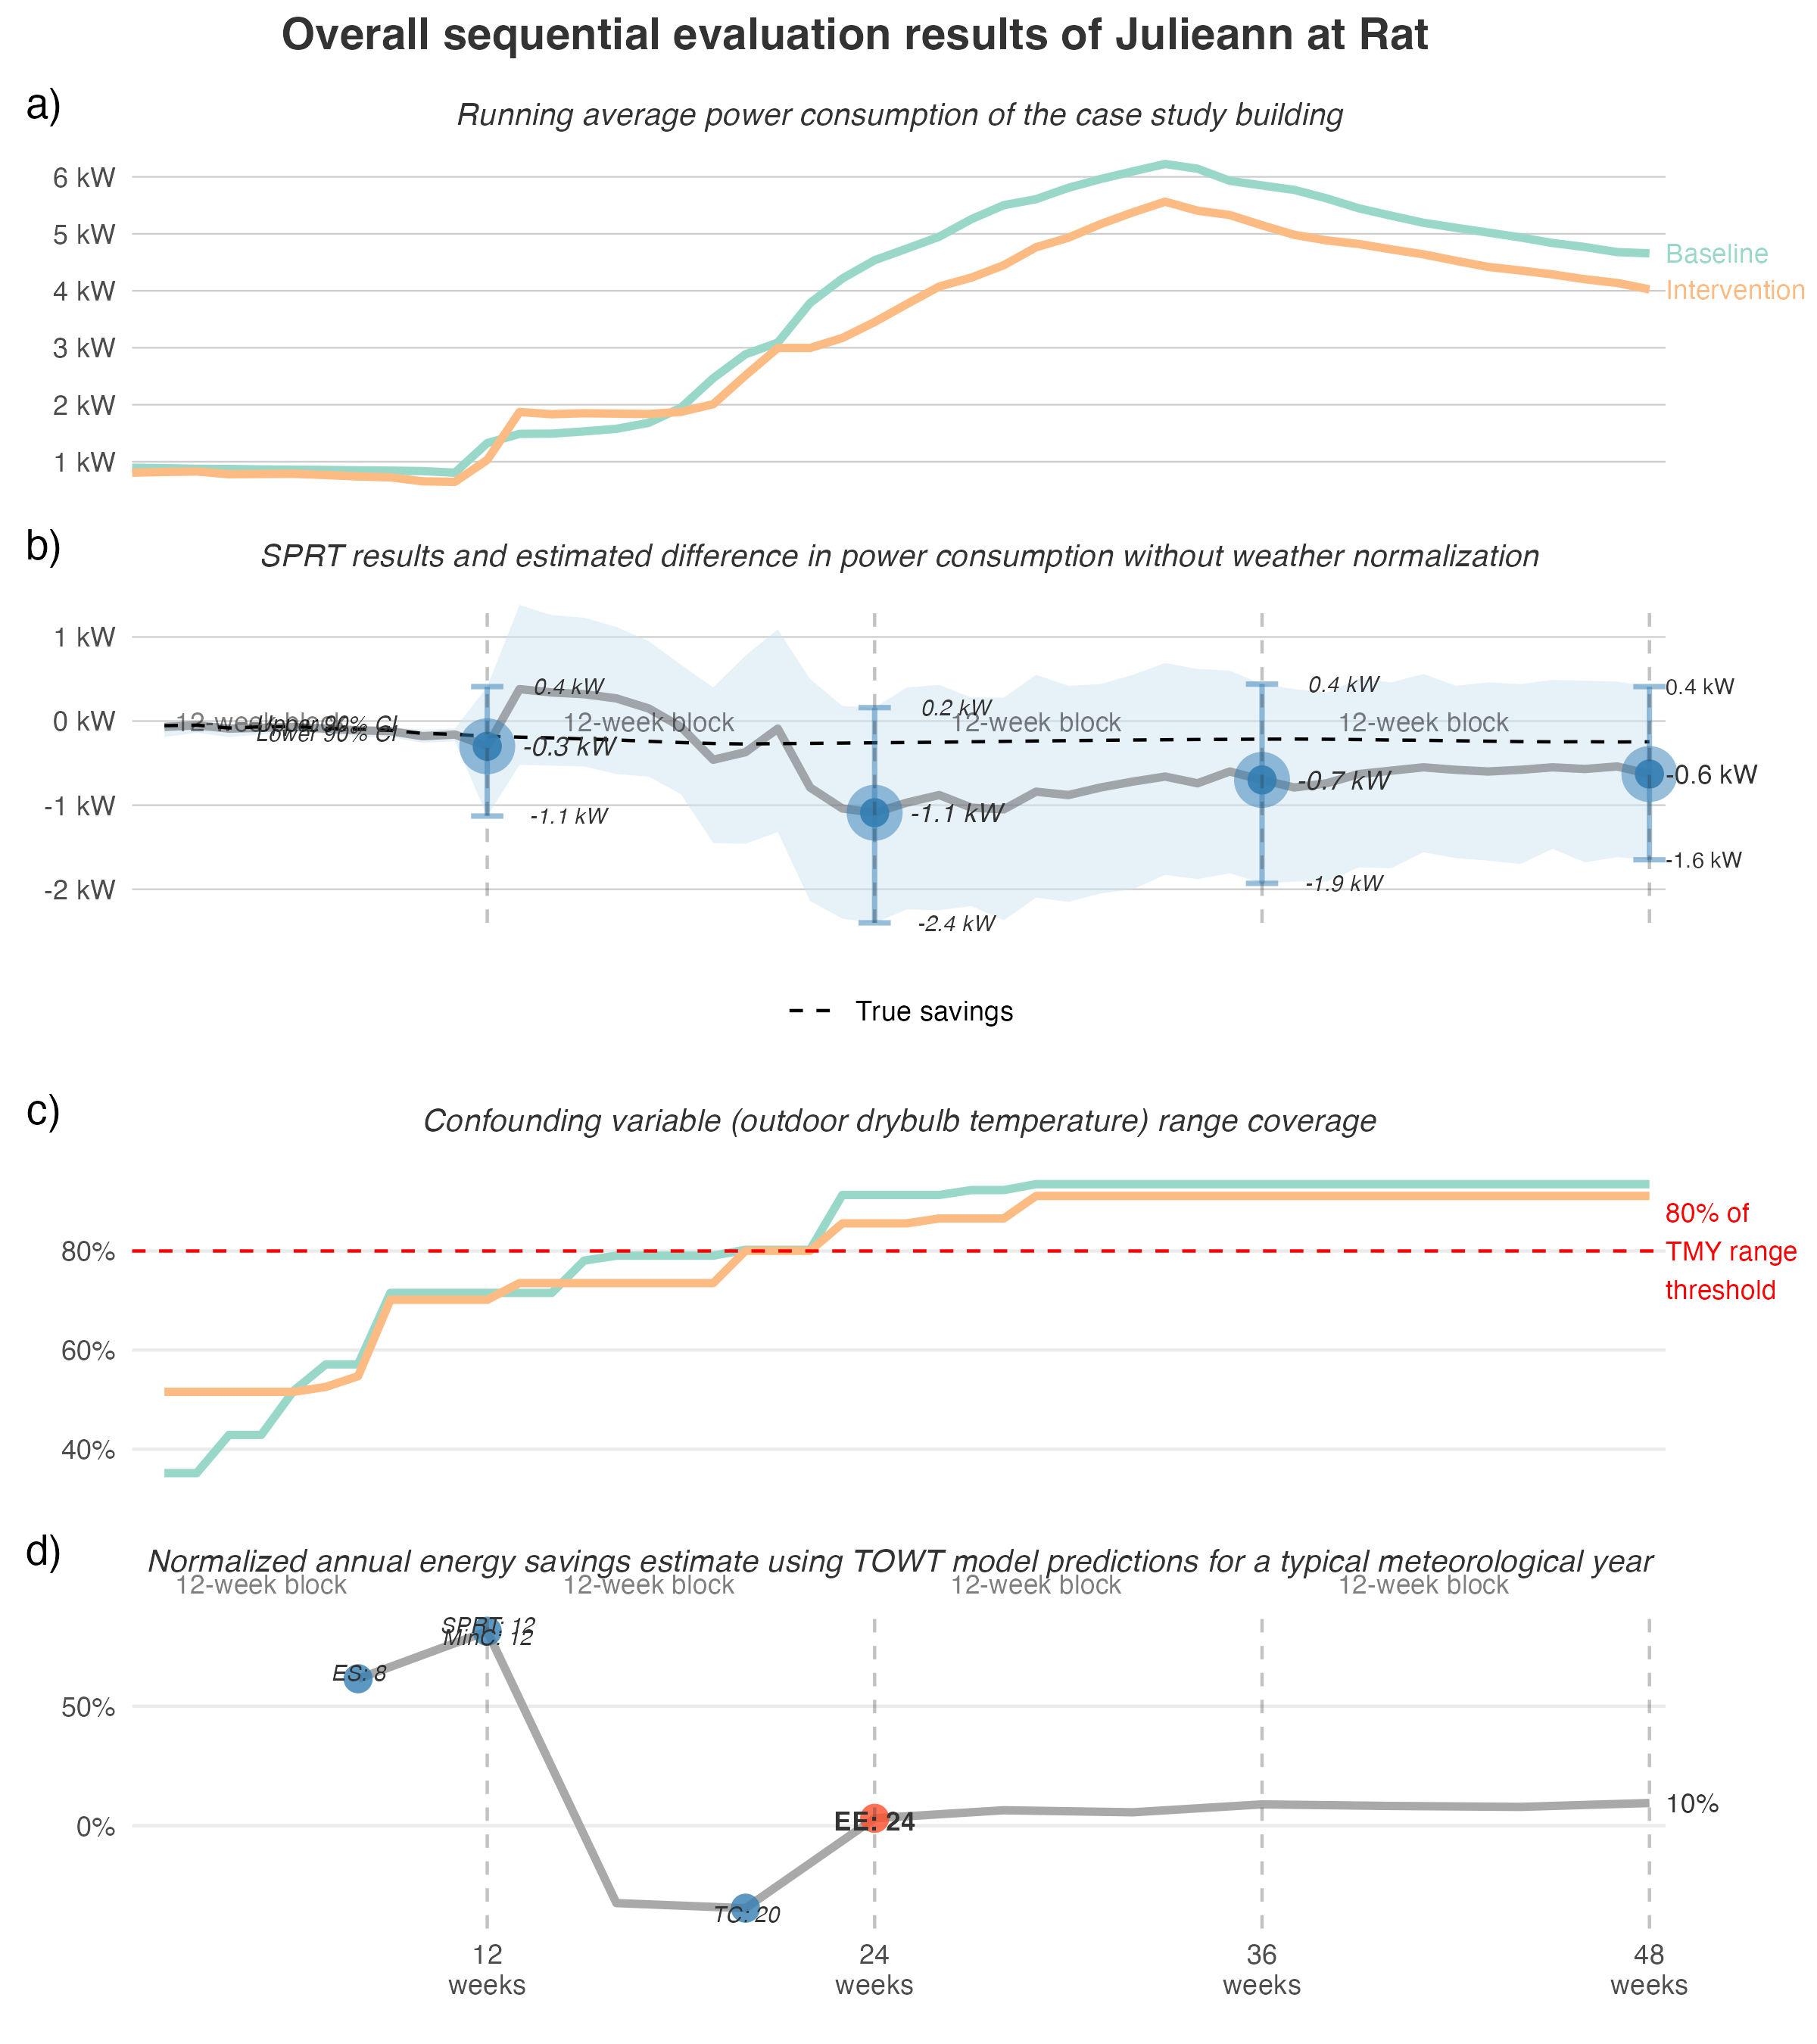 Overall sequential evaluation results of Julieann at Rat
a)
Running average power consumption of the case study building
6 kW
5 kW
4 kW
3 kW
2 kW
1 kW
Baseline
Intervention
b)
SPRT results and estimated difference in power consumption without weather normalization
1 kW
0 kW
-1 kW
-2 kW
12-week block
12-week block
12-week block
12-week block
Upper 90% CI
Lower 90% CI
0.4 kW
-0.3 kW
-1.1 kW
0.2 kW
-1.1 kW
-2.4 kW
0.4 kW
-0.7 kW
-1.9 kW
0.4 kW
-0.6 kW
-1.6 kW
True savings
c)
Confounding variable (outdoor drybulb temperature) range coverage
80%
60%
40%
80% of
TMY range
threshold
d)
Normalized annual energy savings estimate using TOWT model predictions for a typical meteorological year
12-week block
12-week block
12-week block
12-week block
50%
0%
SPRT: 12
MinC: 12
ES: 8
TC: 20
EE: 24
10%
12
weeks
24
weeks
36
weeks
48
weeks